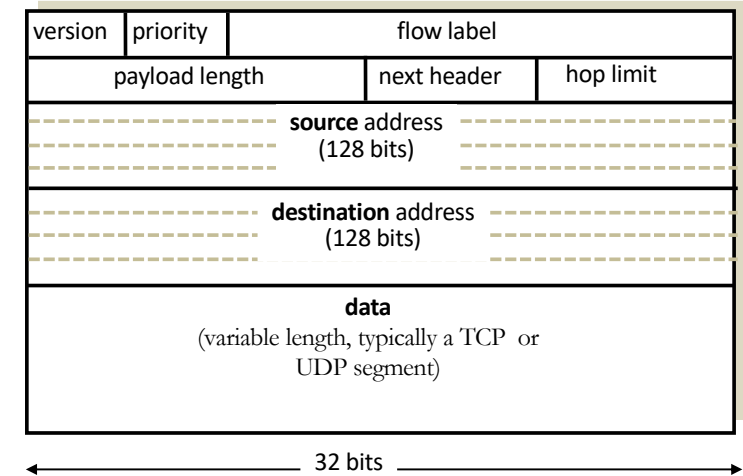 version priority flow label
payload length next header hop limit
source address
(128 bits)
destination address
(128 bits)
data
(variable length, typically a TCP or
UDP segment)
32 bits